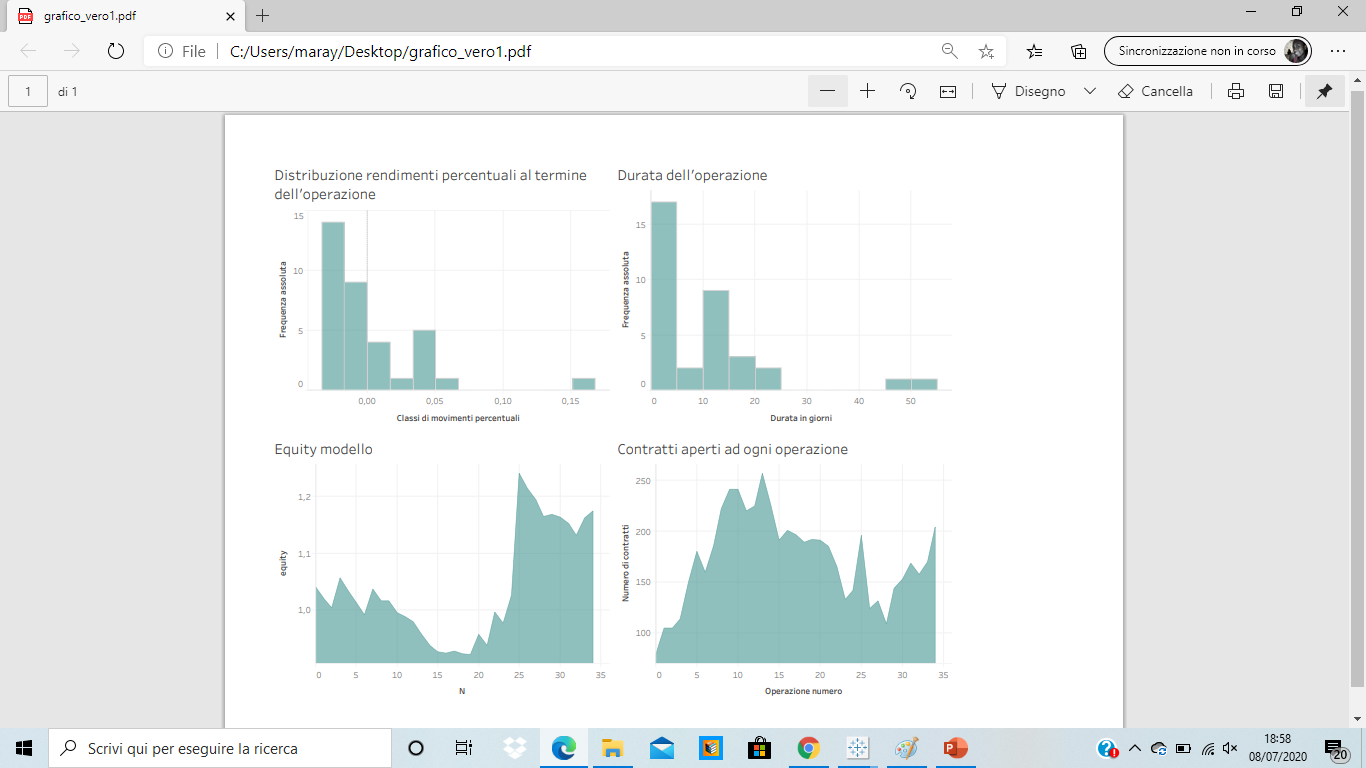 grafico_vero1.pdf
File
C:/Users/maray/Desktop/grafico_vero1.pdf
Sincronizzazione non in corso
1 di 1
Disegno
Cancella
Distribuzione rendimenti percentuali al termine
dell'operazione
Frequenza assoluta
15
10
5
0
0,00 0,05 0,10 0,15
Classi di movimenti percentuali
Durata dell'operazione
Frequenza assoluta
15
10
5
0
0 10 20 30 40 50
Durata in giorni
Equity modello
equity
1,2
1,1
1,0
0 5 10 15 20 25 30 35
N
Contratti aperti ad ogni operazione
Numero di contratti
250
200
150
100
0 5 10 15 20 25 30 35
Operazione numero
Scrivi qui per eseguire la ricerca
18:58
08/07/2020
20